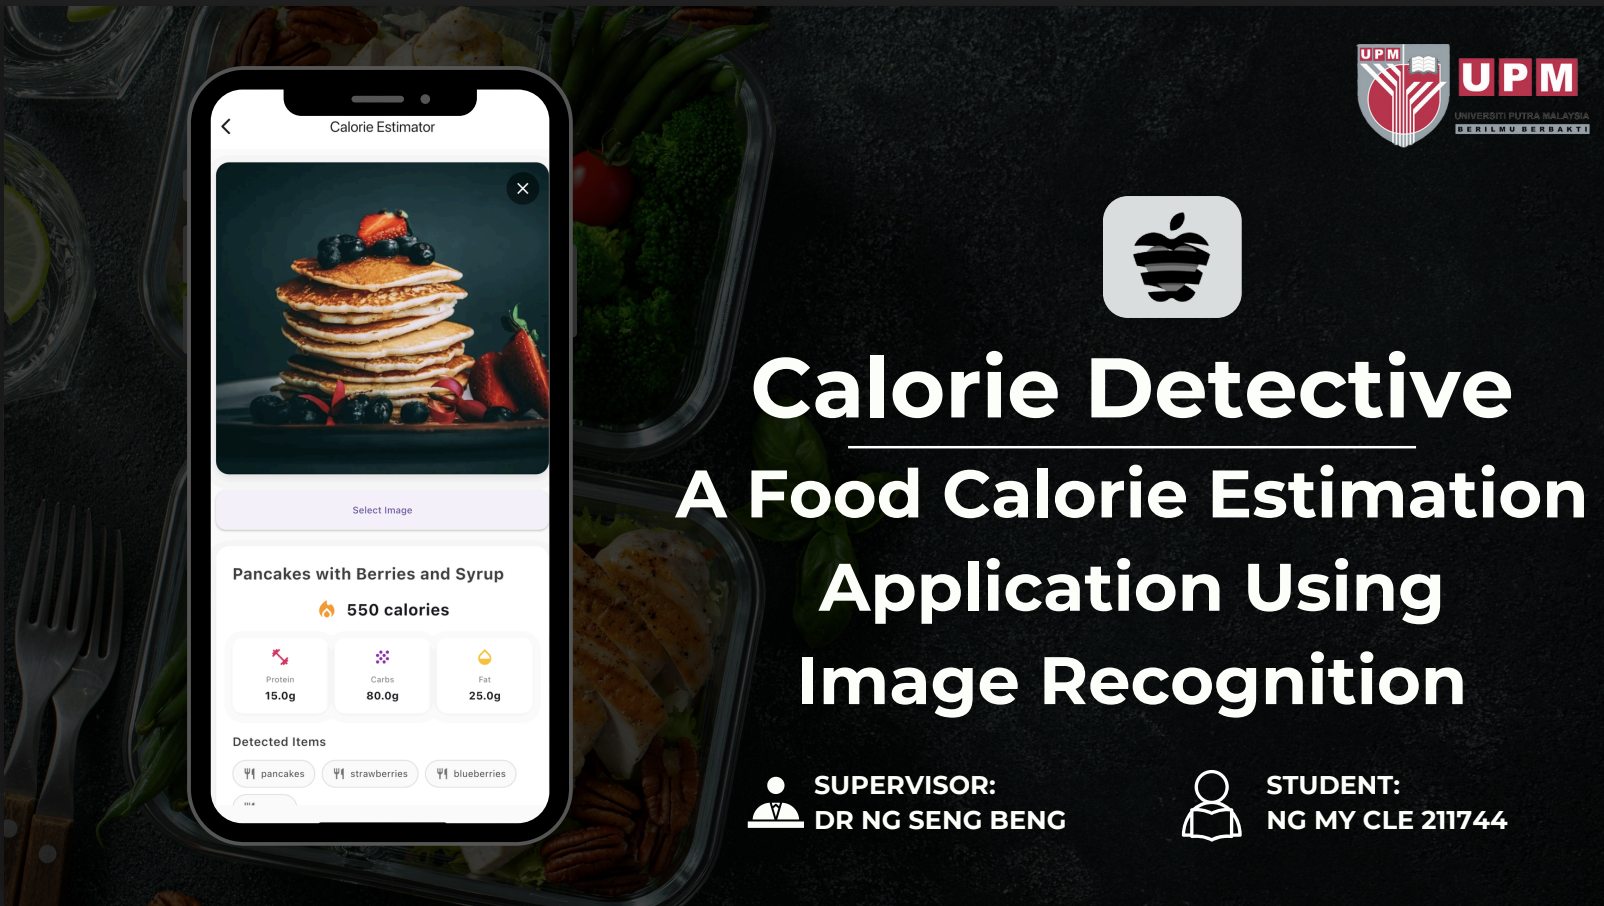 Calorie Estimator
Select Image
Pancakes with Berries and Syrup
550 calories
Protein
15.0g
Carbs
80.0g
Fat
25.0g
Detected Items
pancakes
strawberries
blueberries
UPM
UPM
UNIVERSITI PUTRA MALAYSIA
BERILMU BERBAKTI
Calorie Detective
A Food Calorie Estimation
Application Using
Image Recognition
SUPERVISOR:
DR NG SENG BENG
STUDENT:
NG MY CLE 211744